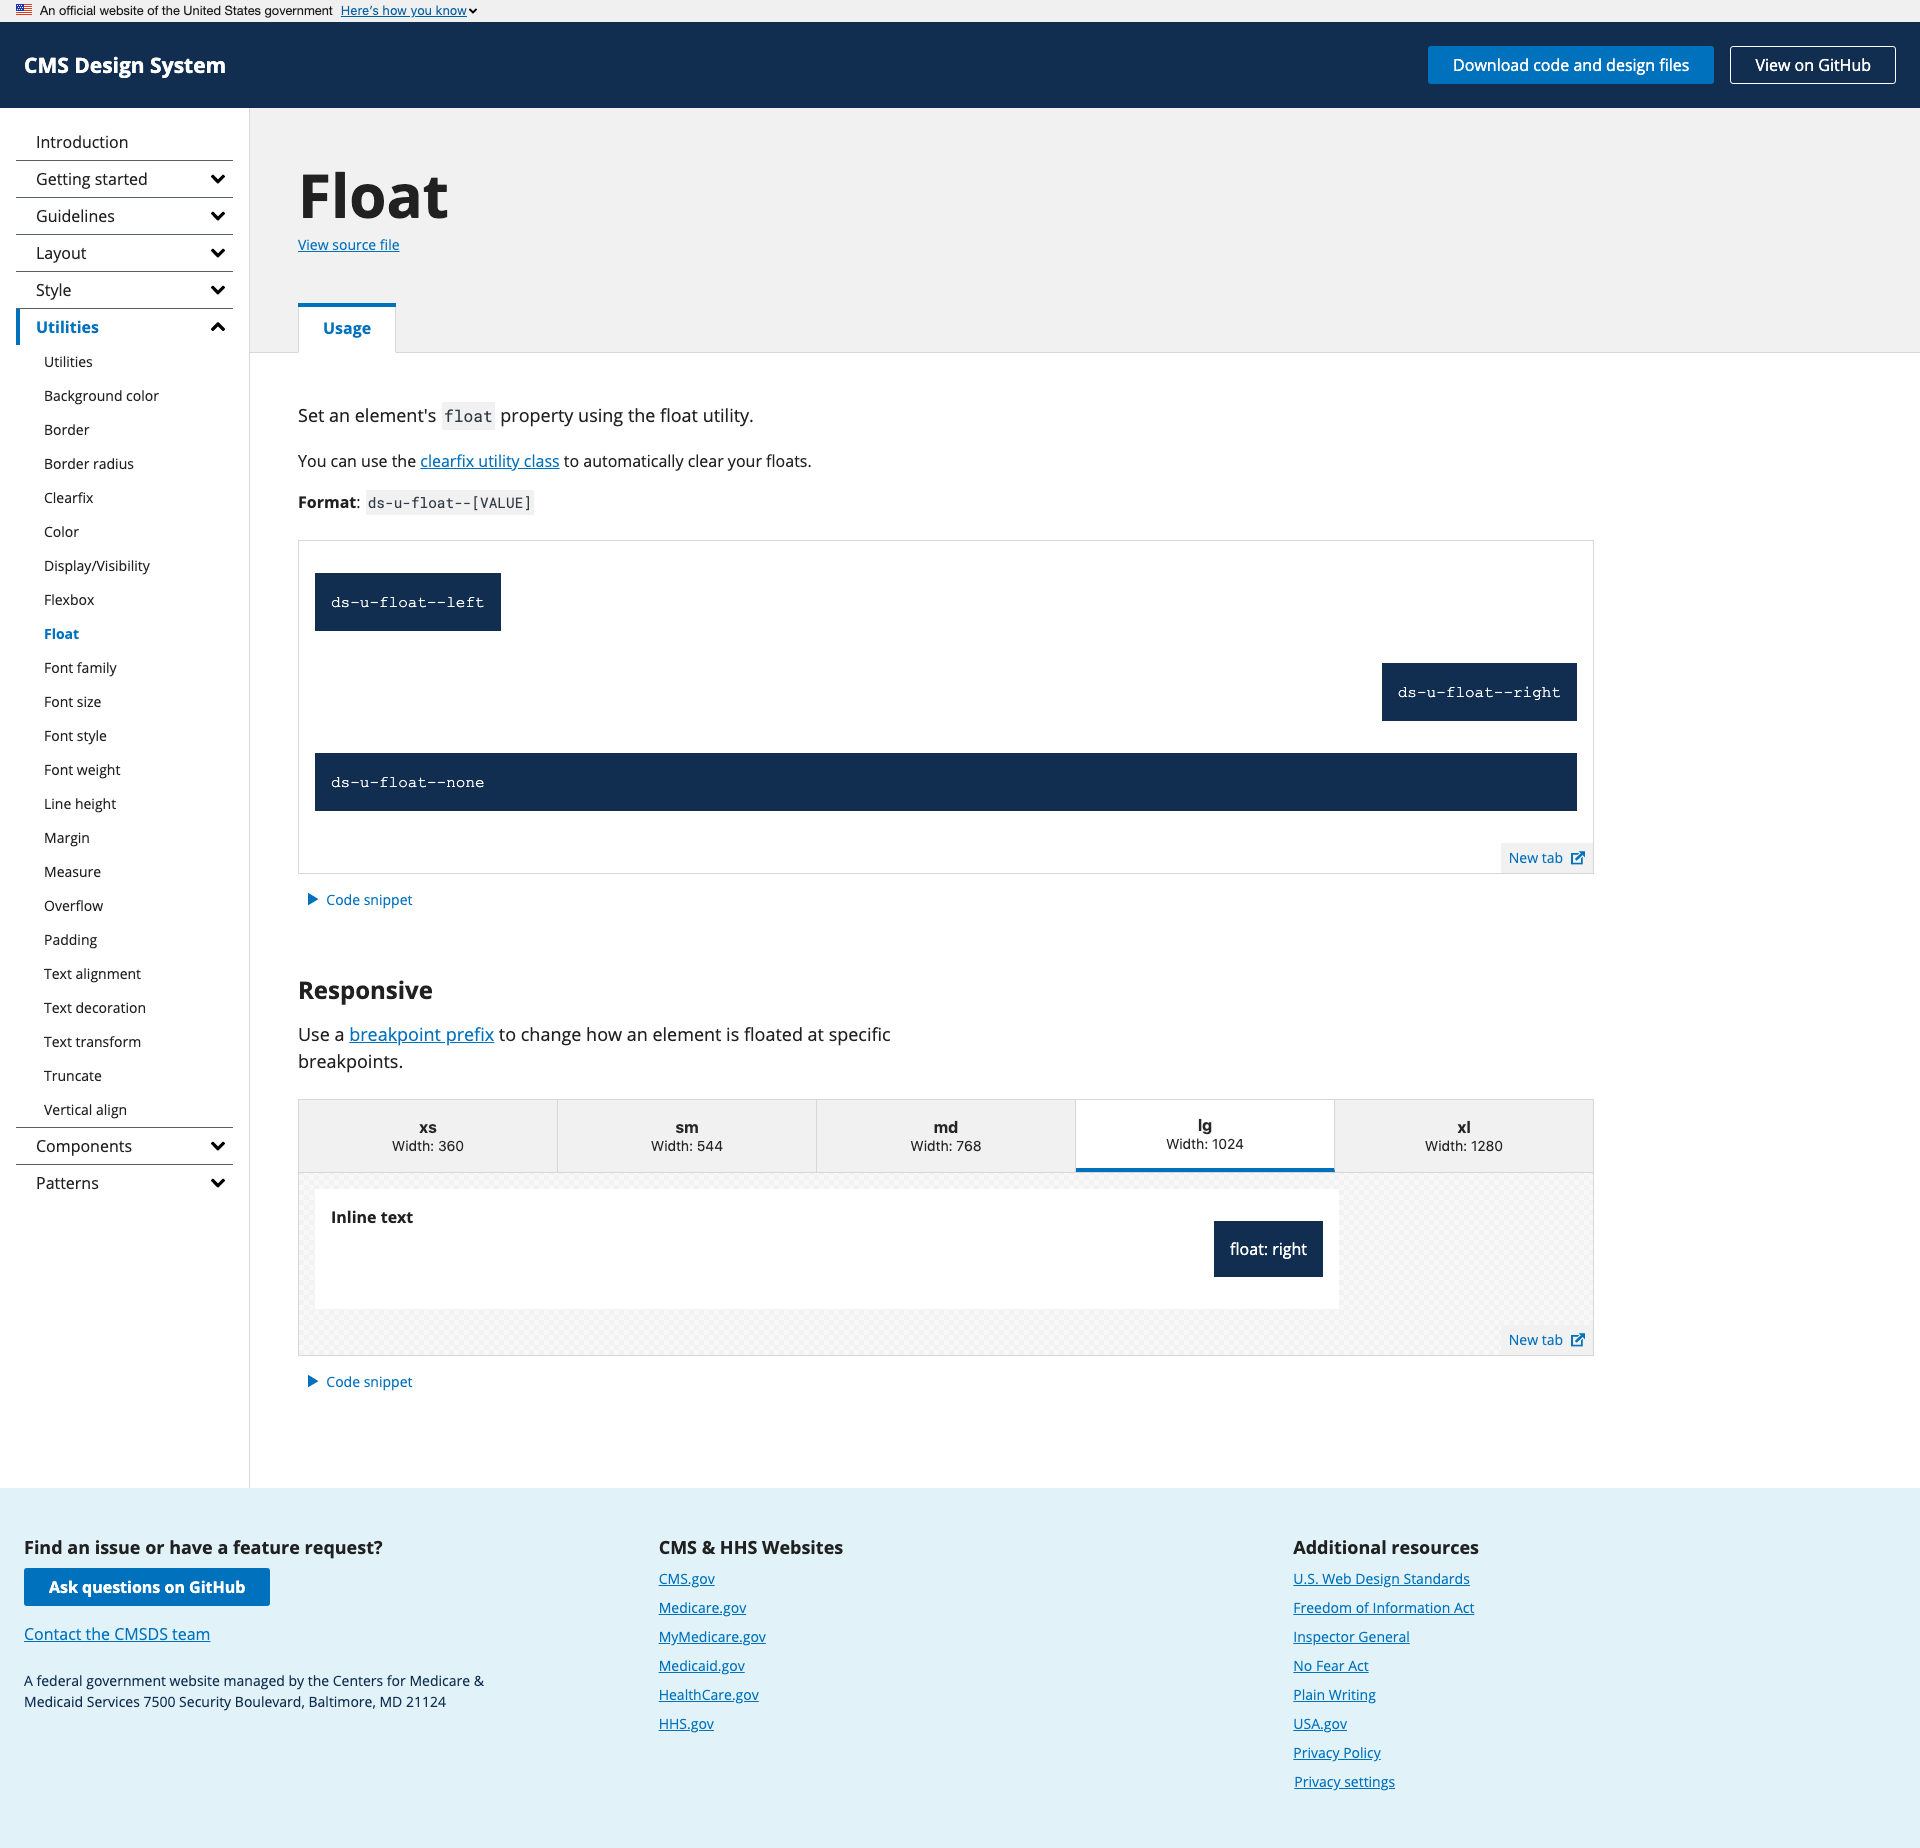 An official website of the United States government Here's how you know
CMS Design System
Download code and design files
View on GitHub
Introduction
Getting started
Guidelines
Layout
Style
Utilities
Utilities
Background color
Border
Border radius
Clearfix
Color
Display/Visibility
Flexbox
Float
Font family
Font size
Font style
Font weight
Line height
Margin
Measure
Overflow
Padding
Text alignment
Text decoration
Text transform
Truncate
Vertical align
Components
Patterns
Float
View source file
Usage
Set an element's float property using the float utility.
You can use the clearfix utility class to automatically clear your floats.
Format: ds-u-float--[VALUE]
ds-u-float--left
ds-u-float--right
ds-u-float--none
New tab
Code snippet
Responsive
Use a breakpoint prefix to change how an element is floated at specific
breakpoints.
xs
Width: 360
sm
Width: 544
md
Width: 768
lg
Width: 1024
xl
Width: 1280
Inline text
float: right
New tab
Code snippet
Find an issue or have a feature request?
Ask questions on GitHub
Contact the CMSDS team
A federal government website managed by the Centers for Medicare &
Medicaid Services 7500 Security Boulevard, Baltimore, MD 21124
CMS & HHS Websites
CMS.gov
Medicare.gov
MyMedicare.gov
Medicaid.gov
HealthCare.gov
HHS.gov
Additional resources
U.S. Web Design Standards
Freedom of Information Act
Inspector General
No Fear Act
Plain Writing
USA.gov
Privacy Policy
Privacy settings